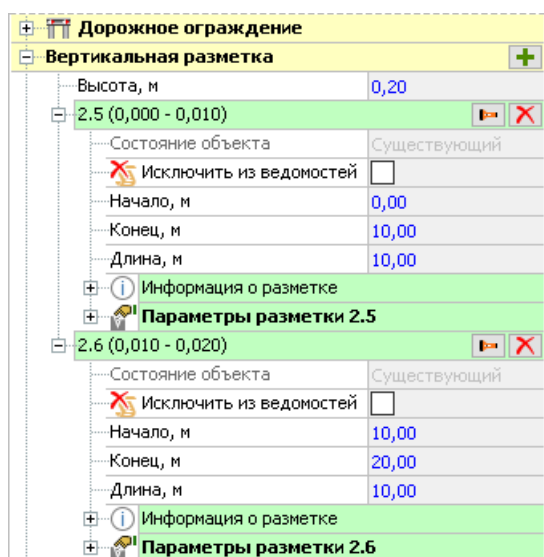 Дорожное ограждение
Вертикальная разметка
Высота, м 0,20
2.5 (0,000 - 0,010)
Состояние объекта Существующий
Исключить из ведомостей
Начало, м 0,00
Конец, м 10,00
Длина, м 10,00
Информация о разметке
Параметры разметки 2.5
2.6 (0,010 - 0,020)
Состояние объекта Существующий
Исключить из ведомостей
Начало, м 10,00
Конец, м 20,00
Длина, м 10,00
Информация о разметке
Параметры разметки 2.6